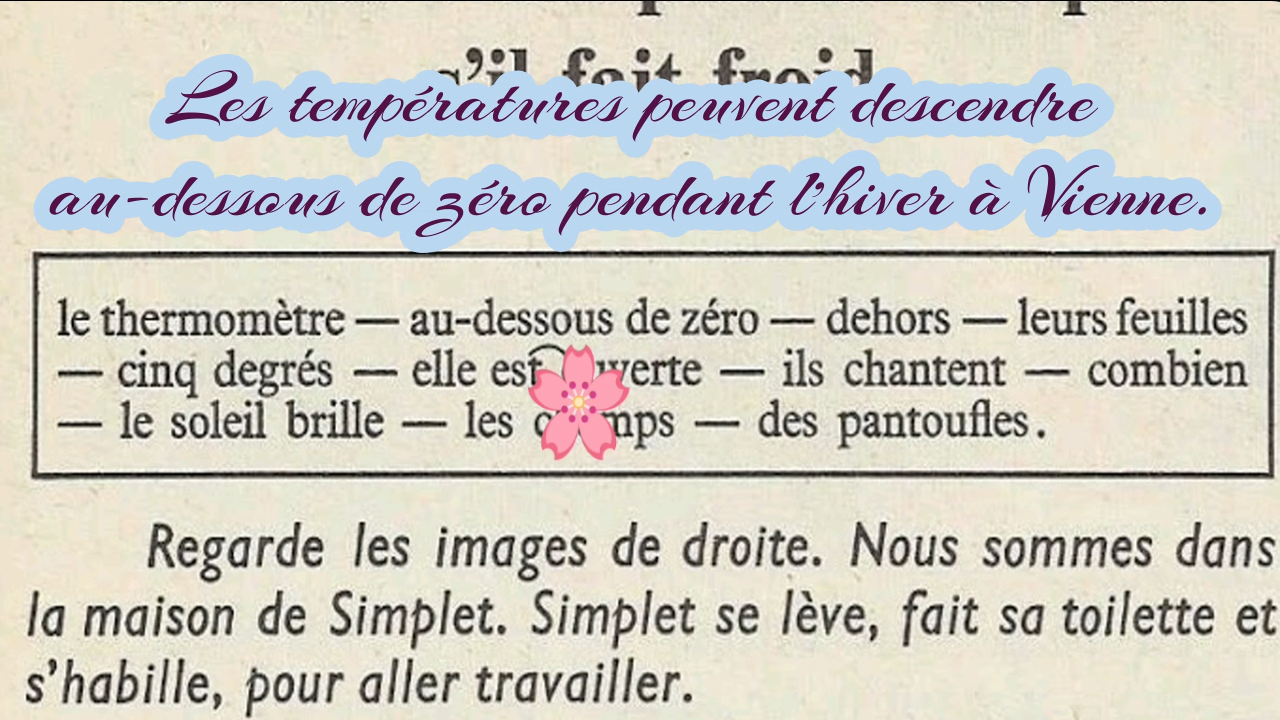 s'il fait froid
Les températures peuvent descendre
au-dessous de zéro pendant l'hiver à Vienne.
le thermomètre — au-dessous de zéro — dehors — leurs feuilles
— cinq degrés — elle est — ils chantent — combien
— le soleil brille — les — des pantoufles.
Regarde les images de droite. Nous sommes dans
la maison de Simplet. Simplet se lève, fait sa toilette et
s'habille, pour aller travailler.